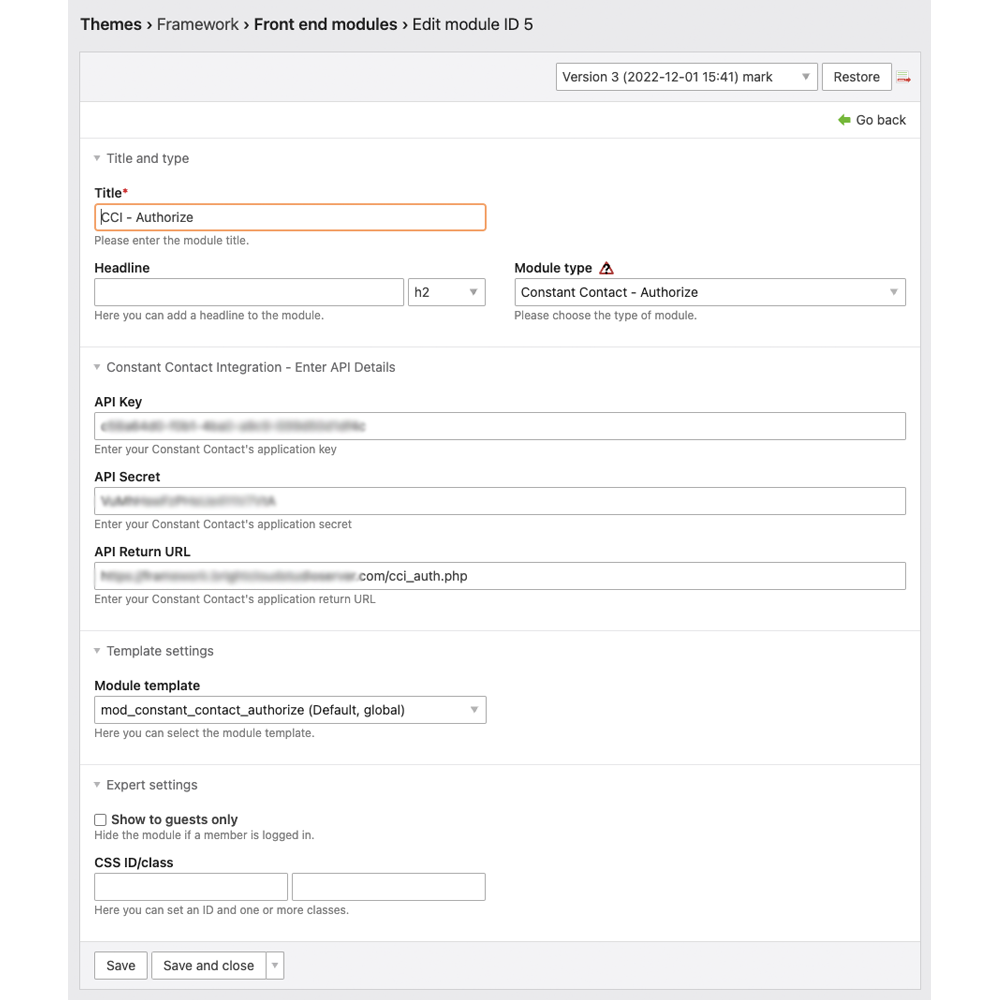 Themes › Framework › Front end modules › Edit module ID 5
Version 3 (2022-12-01 15:41) mark
Restore
Go back
Title and type
Title*
CCI - Authorize
Please enter the module title.
Headline
Module type
h2
Constant Contact - Authorize
Here you can add a headline to the module.
Please choose the type of module.
Constant Contact Integration - Enter API Details
API Key
Enter your Constant Contact's application key
API Secret
Enter your Constant Contact's application secret
API Return URL
.com/cci_auth.php
Enter your Constant Contact's application return URL
Template settings
Module template
mod_constant_contact_authorize (Default, global)
Here you can select the module template.
Expert settings
Show to guests only
Hide the module if a member is logged in.
CSS ID/class
Here you can set an ID and one or more classes.
Save
Save and close